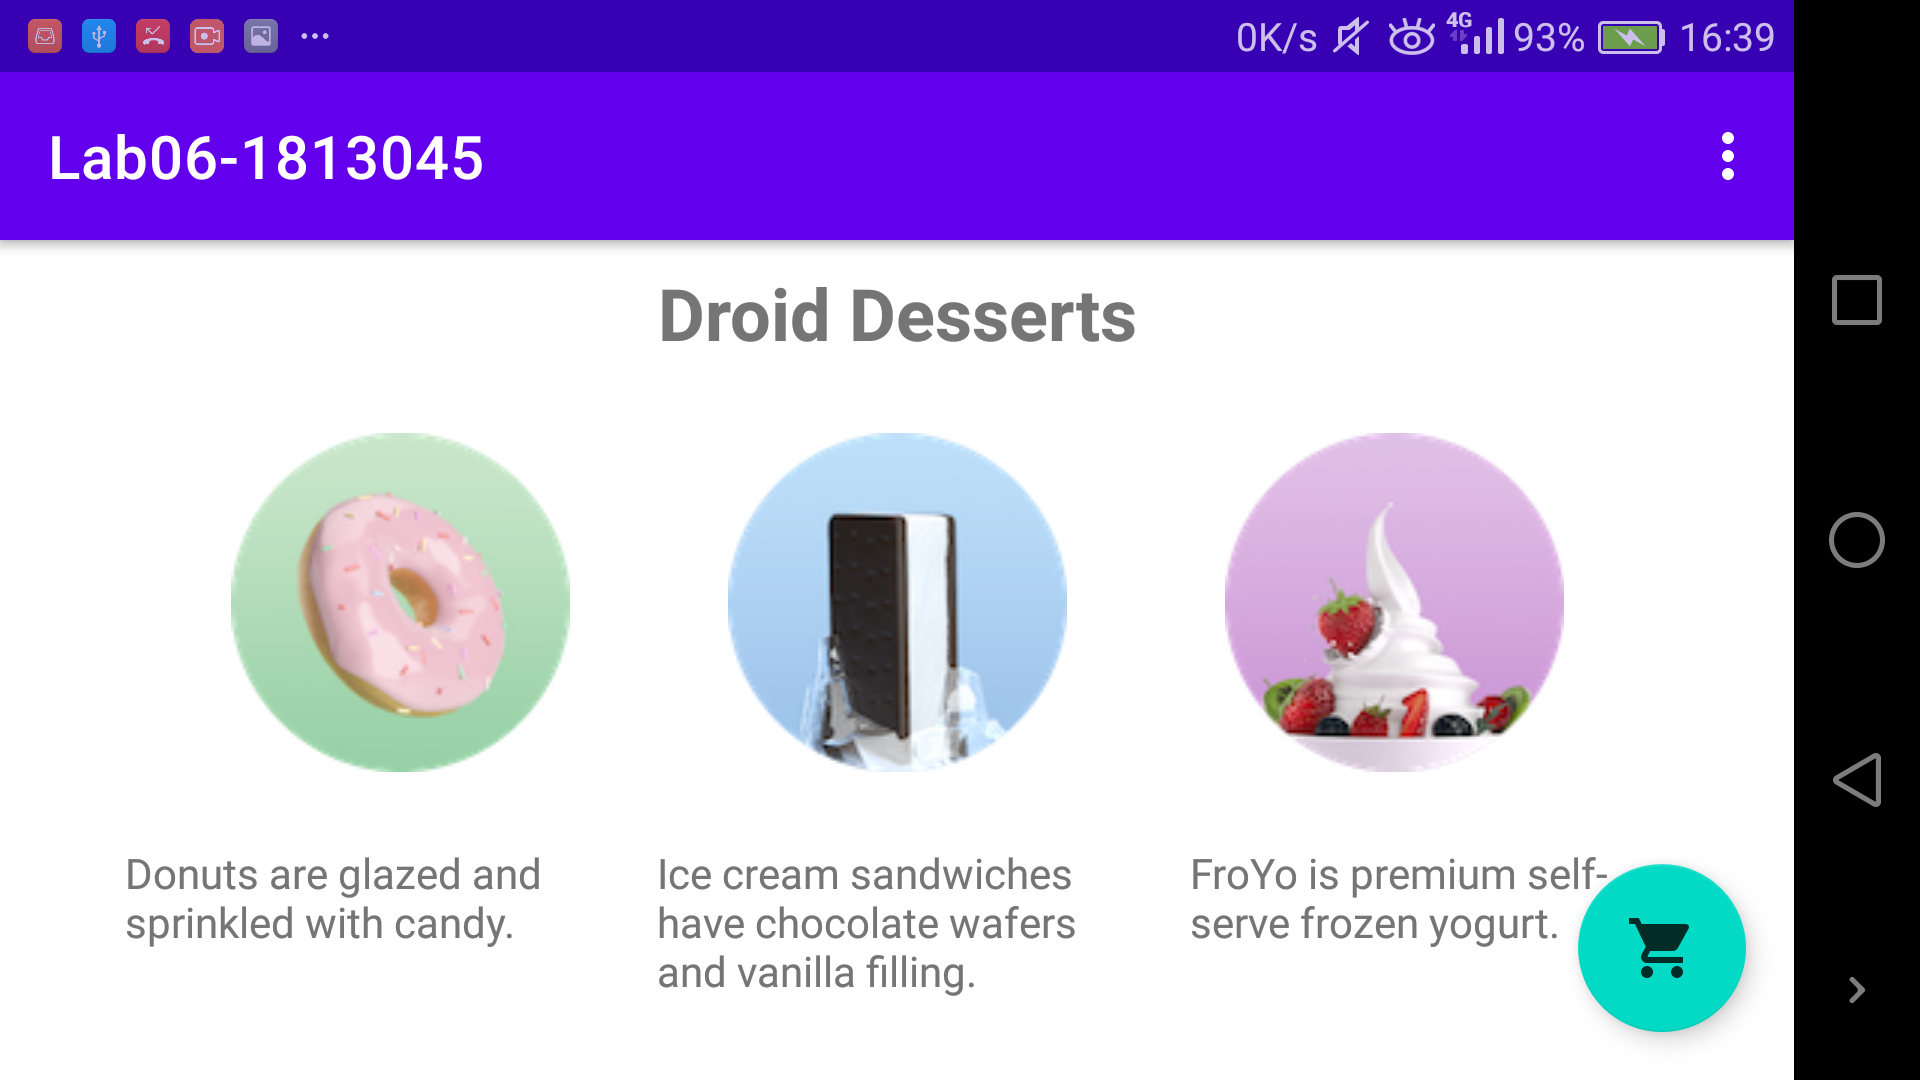 0K/s 4G 93% 16:39
Lab06-1813045
Droid Desserts
Donuts are glazed and
sprinkled with candy.
Ice cream sandwiches
have chocolate wafers
and vanilla filling.
FroYo is premium self-
serve frozen yogurt.